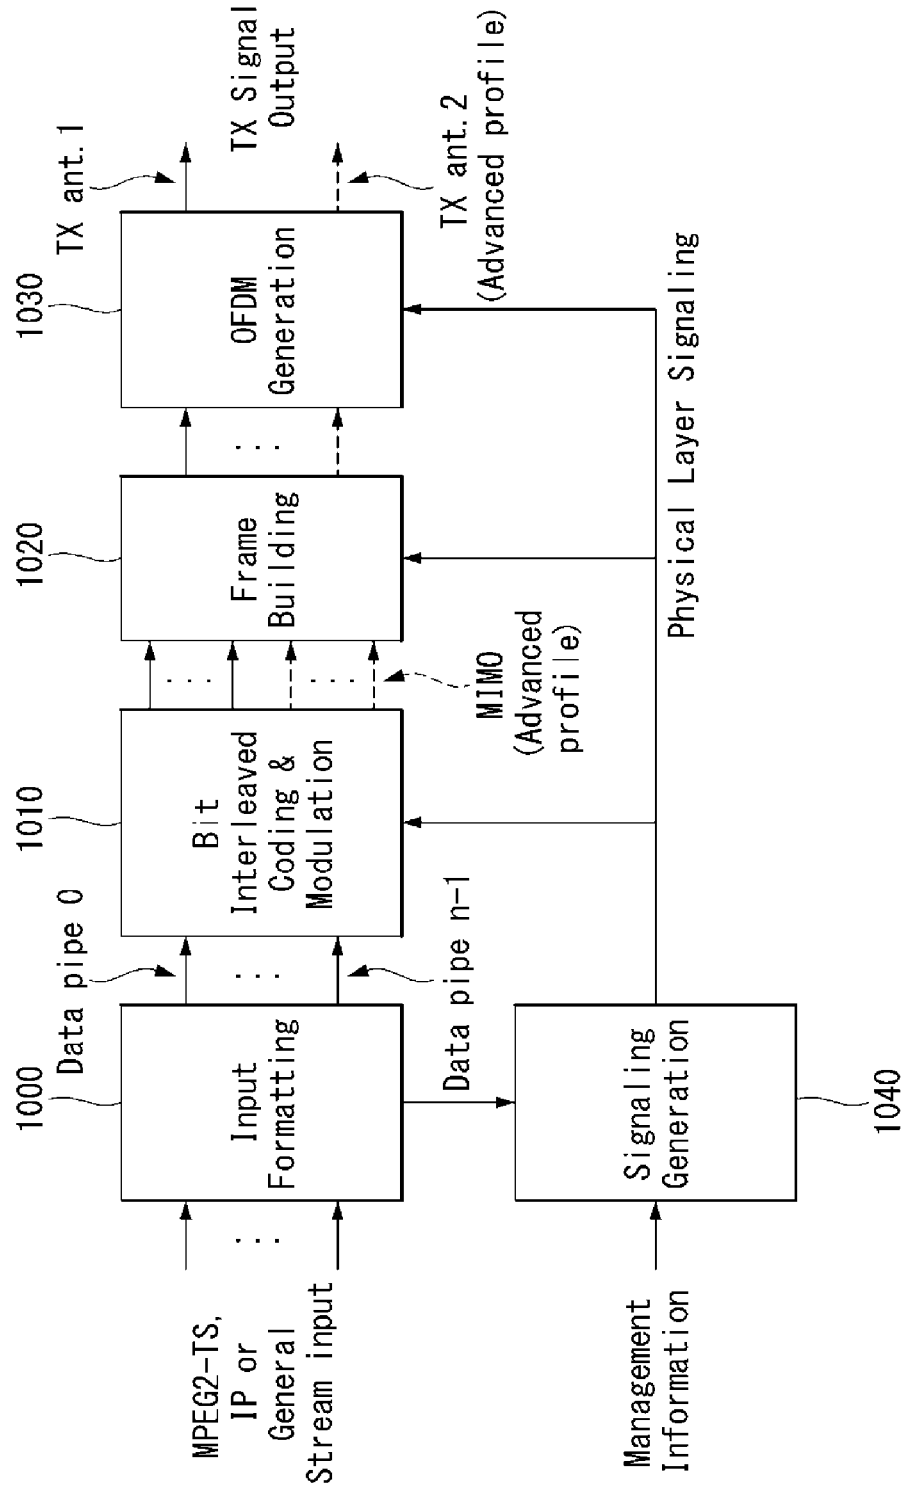 1000
1010
1020
1030
Data pipe 0
TX ant.1
MPEG2-TS,
IP or
General
Stream input
Input
Formatting
Bit
Interleaved
Coding &
Modulation
Frame
Building
OFDM
Generation
TX Signal
Output
Data pipe n-1
MIMO
(Advanced
profile)
TX ant.2
(Advanced profile)
Management
Information
Signaling
Generation
Physical Layer Signaling
1040